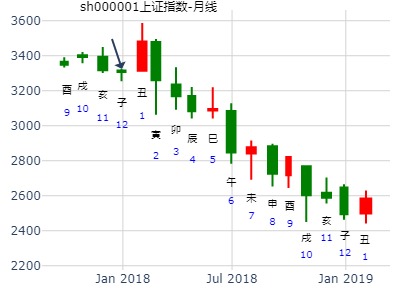 sh000001上证指数-月线
3600
3400
3200
3000
2800
2600
2400
2200
酉
9
戌
10
亥
11
子
12
丑
1
寅
2
卯
3
辰
4
巳
5
午
6
未
7
申
8
酉
9
戌
10
亥
11
子
12
丑
1
Jan 2018
Jul 2018
Jan 2019